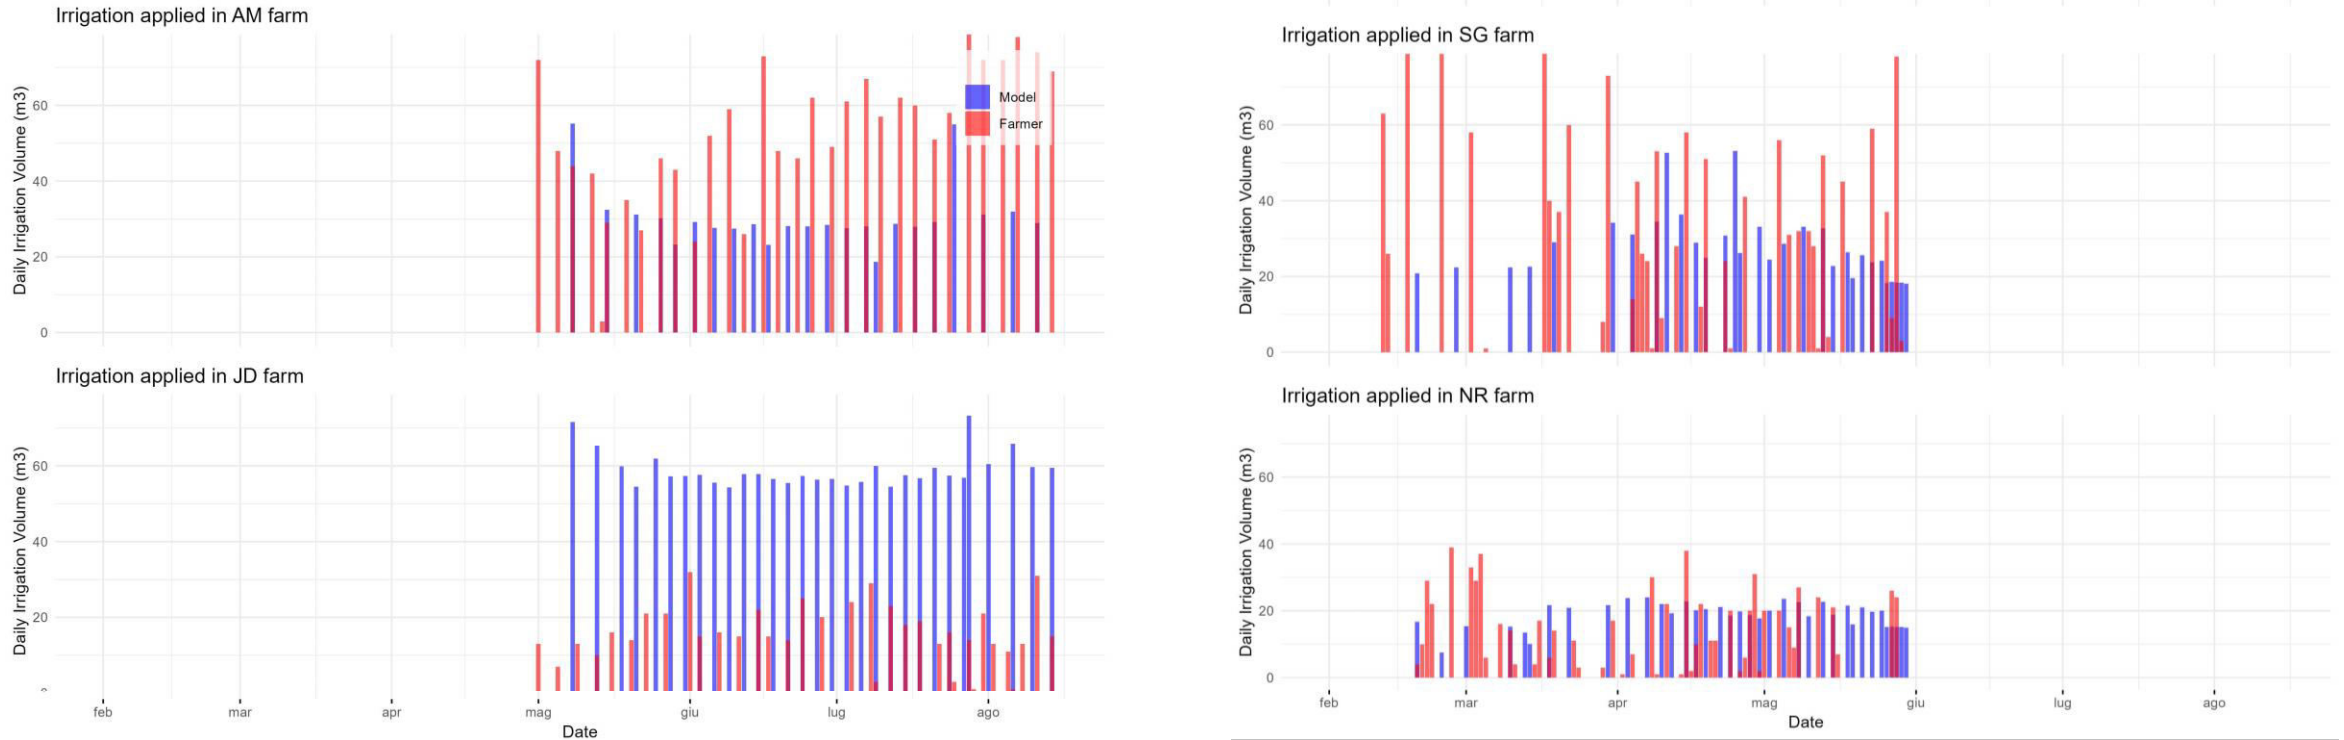 Irrigation applied in AM farm
Daily Irrigation Volume (m3)
60
40
20
0
Model
Farmer
Irrigation applied in JD farm
Daily Irrigation Volume (m3)
60
40
20
feb mar apr mag giu lug ago
Date
Irrigation applied in SG farm
Daily Irrigation Volume (m3)
60
40
20
0
Irrigation applied in NR farm
Daily Irrigation Volume (m3)
60
40
20
0
feb mar apr mag giu lug ago
Date